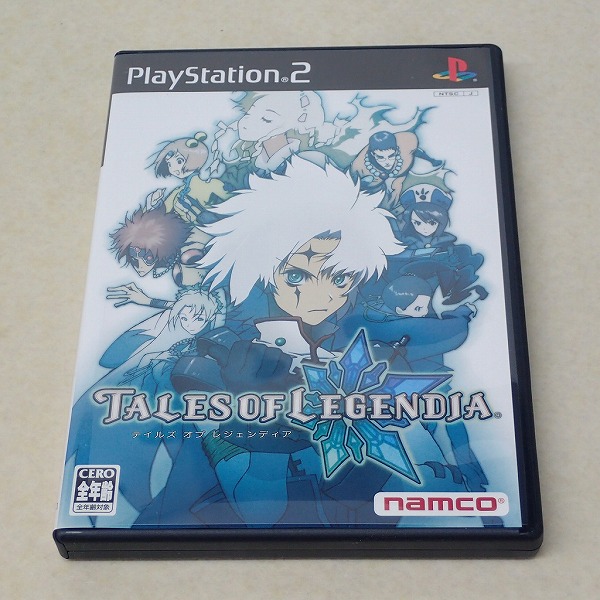 PlayStation®2
NTSC J
TALES OF LEGENDIA®
テイルズ オブ レジェンディア
CERO
全年齢
全年齢対象
namco®